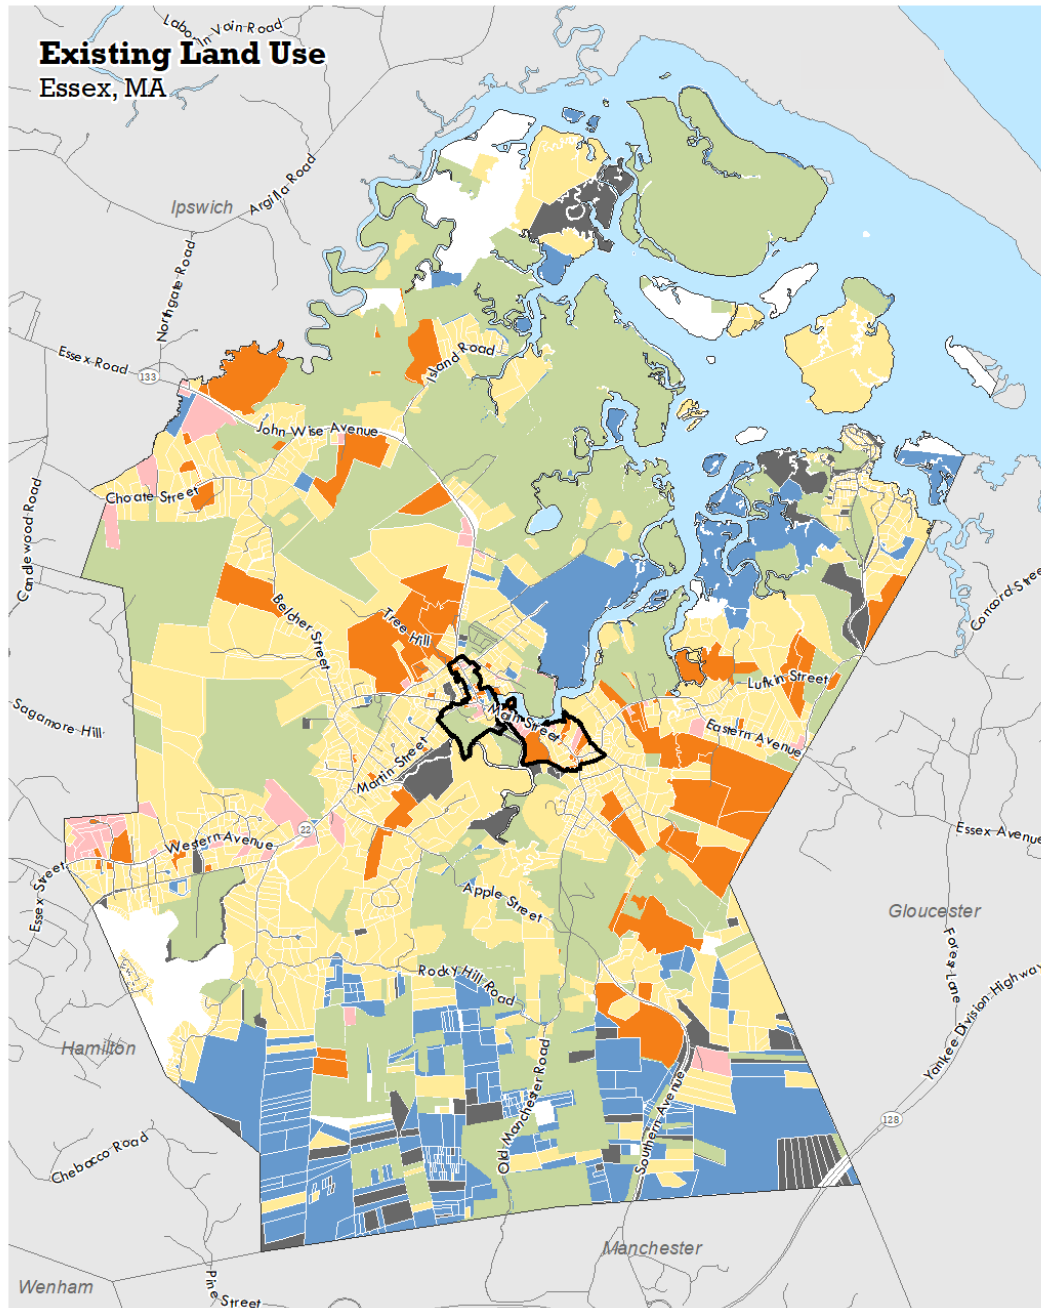 Labor in Vain Road
Existing Land Use
Essex, MA
Ipswich
Argilla Road
Northgate Road
Essex Road
133
Island Road
John Wise Avenue
Choate Street
Candlewood Road
Concord Street
Belcher Street
Tree Hill
Lufkin Street
Sagamore Hill
Main Street
Eastern Avenue
Martin Street
22
Western Avenue
Essex Avenue
Essex Street
Apple Street
Gloucester
Forest Lane
Rocky Hill Road
Yankee Division Highway
Hamilton
Old Manchester Road
Southern Avenue
128
Chebacco Road
Manchester
Wenham
Pine Street